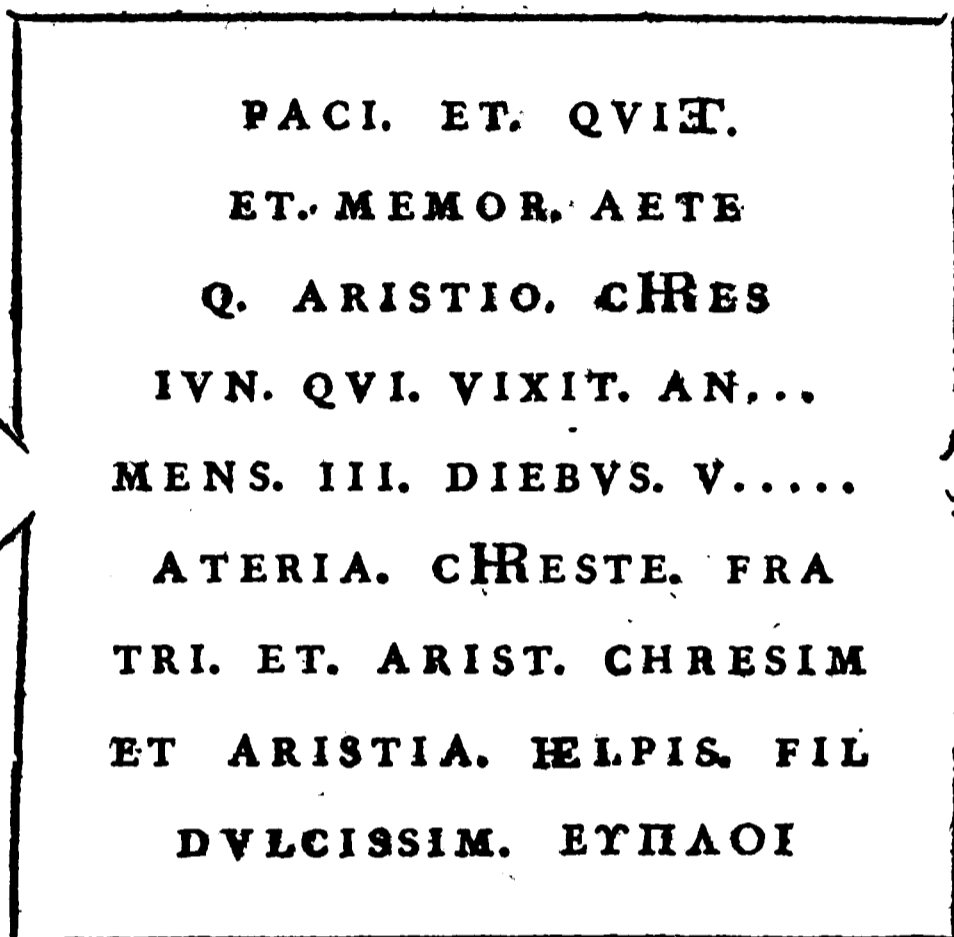 PACI. ET. QVIET.
ET. MEMOR. AETE
Q. ARISTIO. CHRES
IVN. QVI. VIXIT. AN...
MENS. III. DIEBVS. V.....
ATERIA. CHRESTE. FRA
TRI. ET. ARIST. CHRESIM
ET ARISTIA. HELPIS. FIL
DVLCISSIM. ΕΥΠΛΟΙ